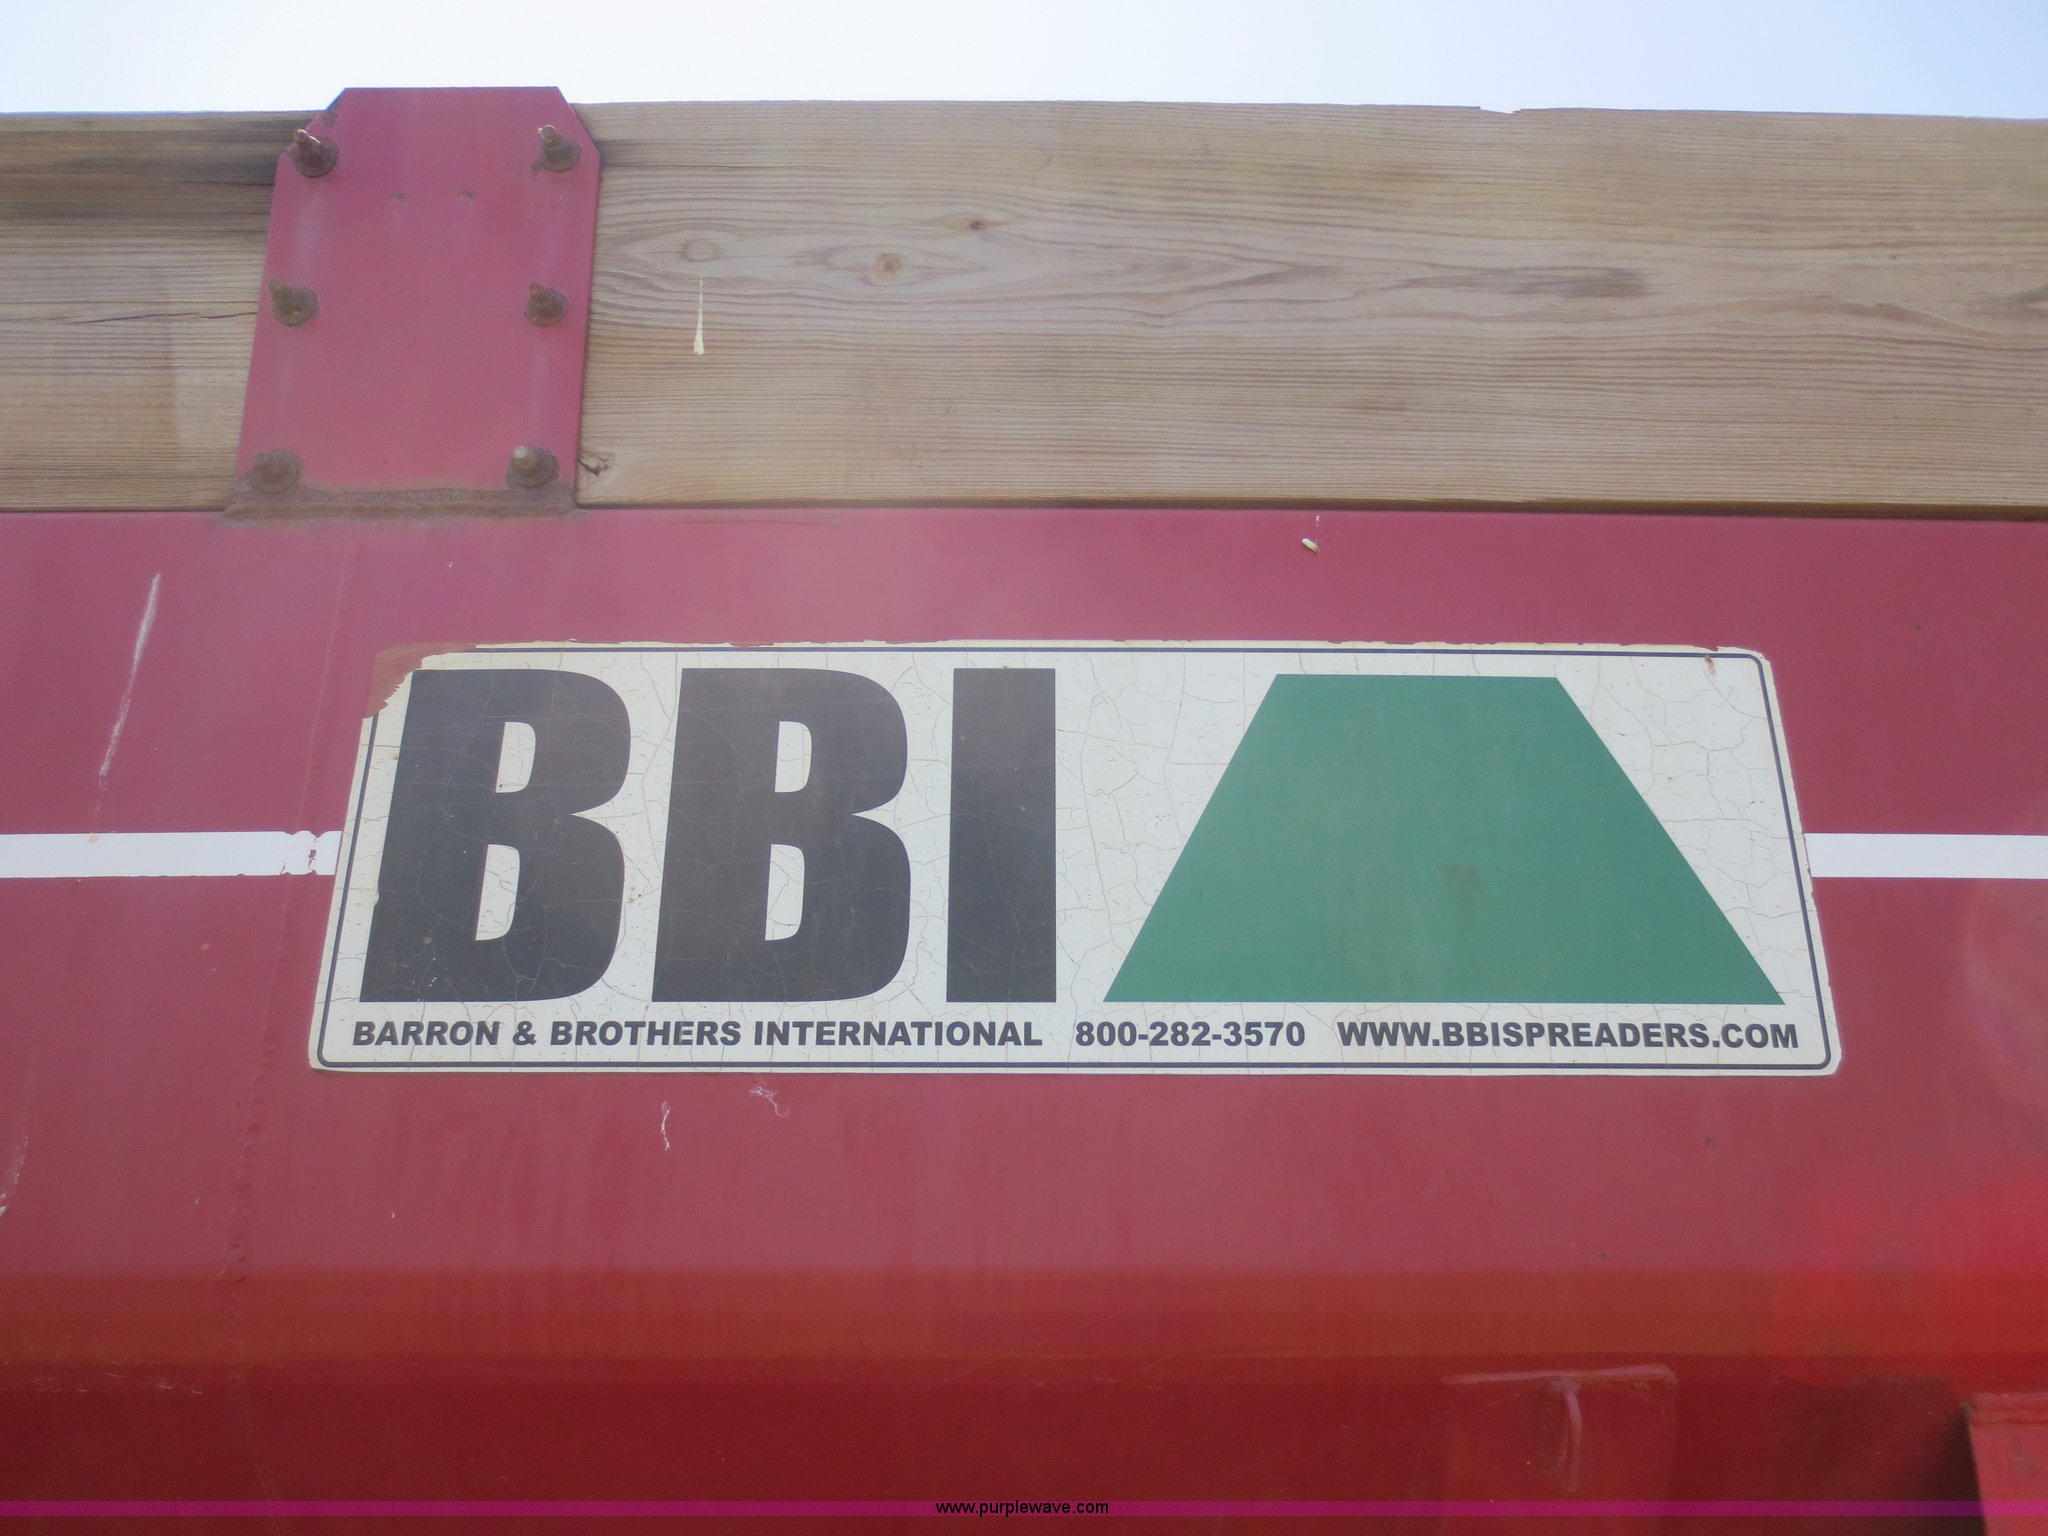 BBI
BARRON & BROTHERS INTERNATIONAL 800-282-3570 WWW.BBISPREADERS.COM
www.purplewave.com